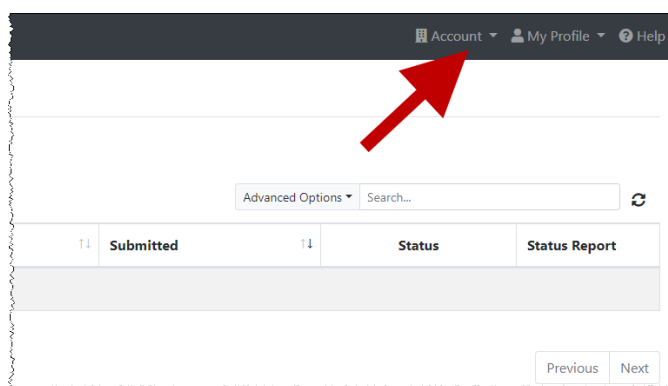 Account My Profile Help
Advanced Options Search...
Submitted Status Status Report
Previous Next